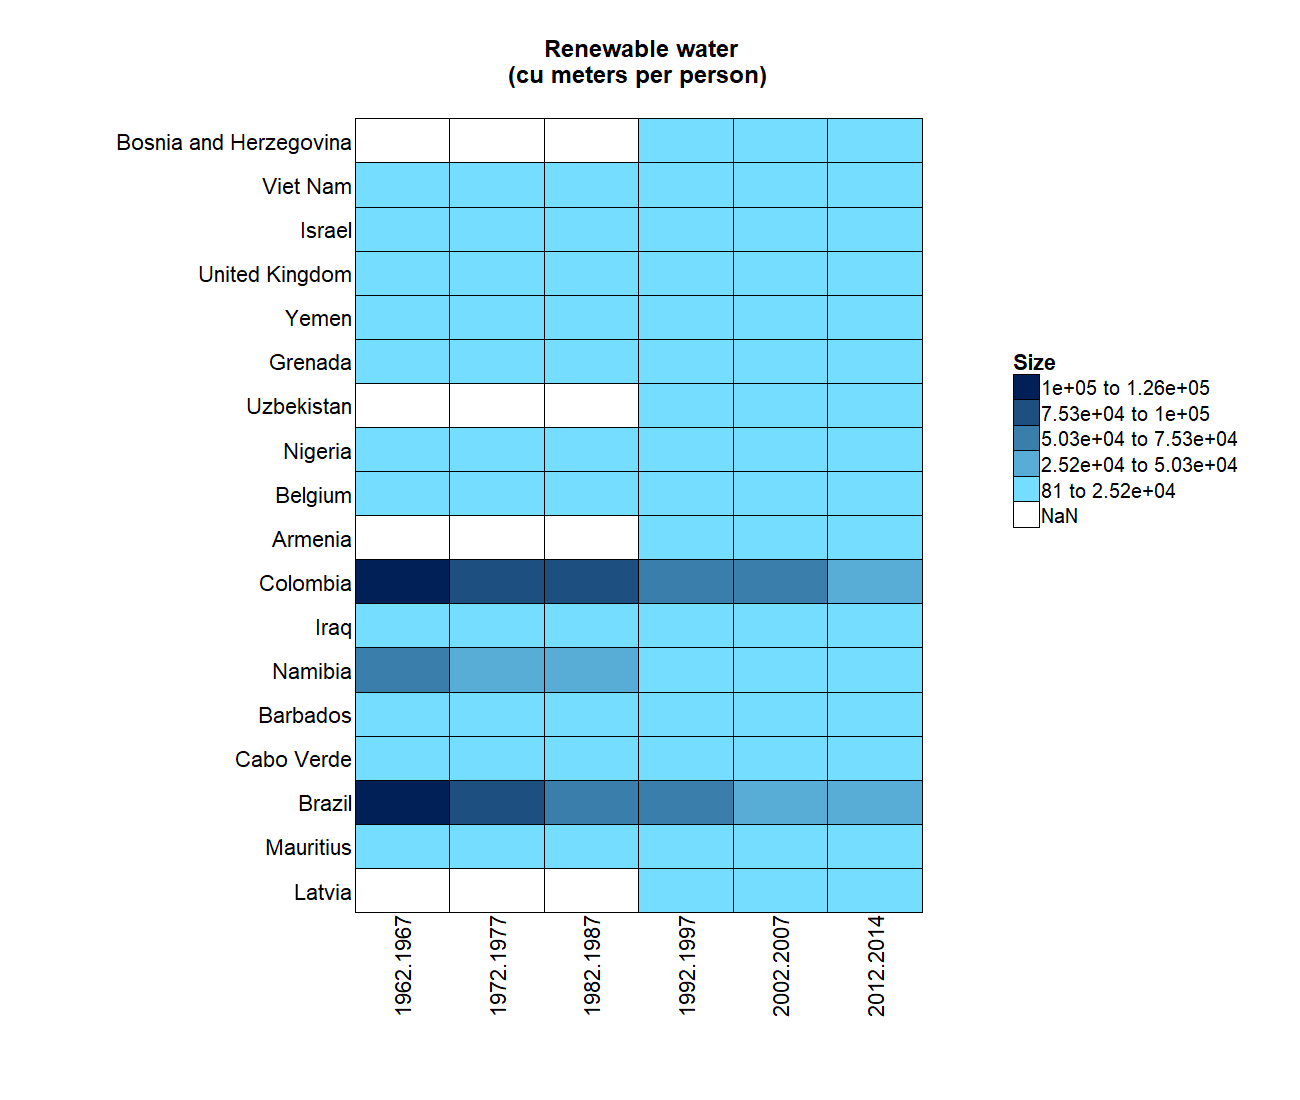 Renewable water
(cu meters per person)
Bosnia and Herzegovina
Viet Nam
Israel
United Kingdom
Yemen
Grenada
Uzbekistan
Nigeria
Belgium
Armenia
Colombia
Iraq
Namibia
Barbados
Cabo Verde
Brazil
Mauritius
Latvia
1962.1967
1972.1977
1982.1987
1992.1997
2002.2007
2012.2014
Size
1e+05 to 1.26e+05
7.53e+04 to 1e+05
5.03e+04 to 7.53e+04
2.52e+04 to 5.03e+04
81 to 2.52e+04
NaN